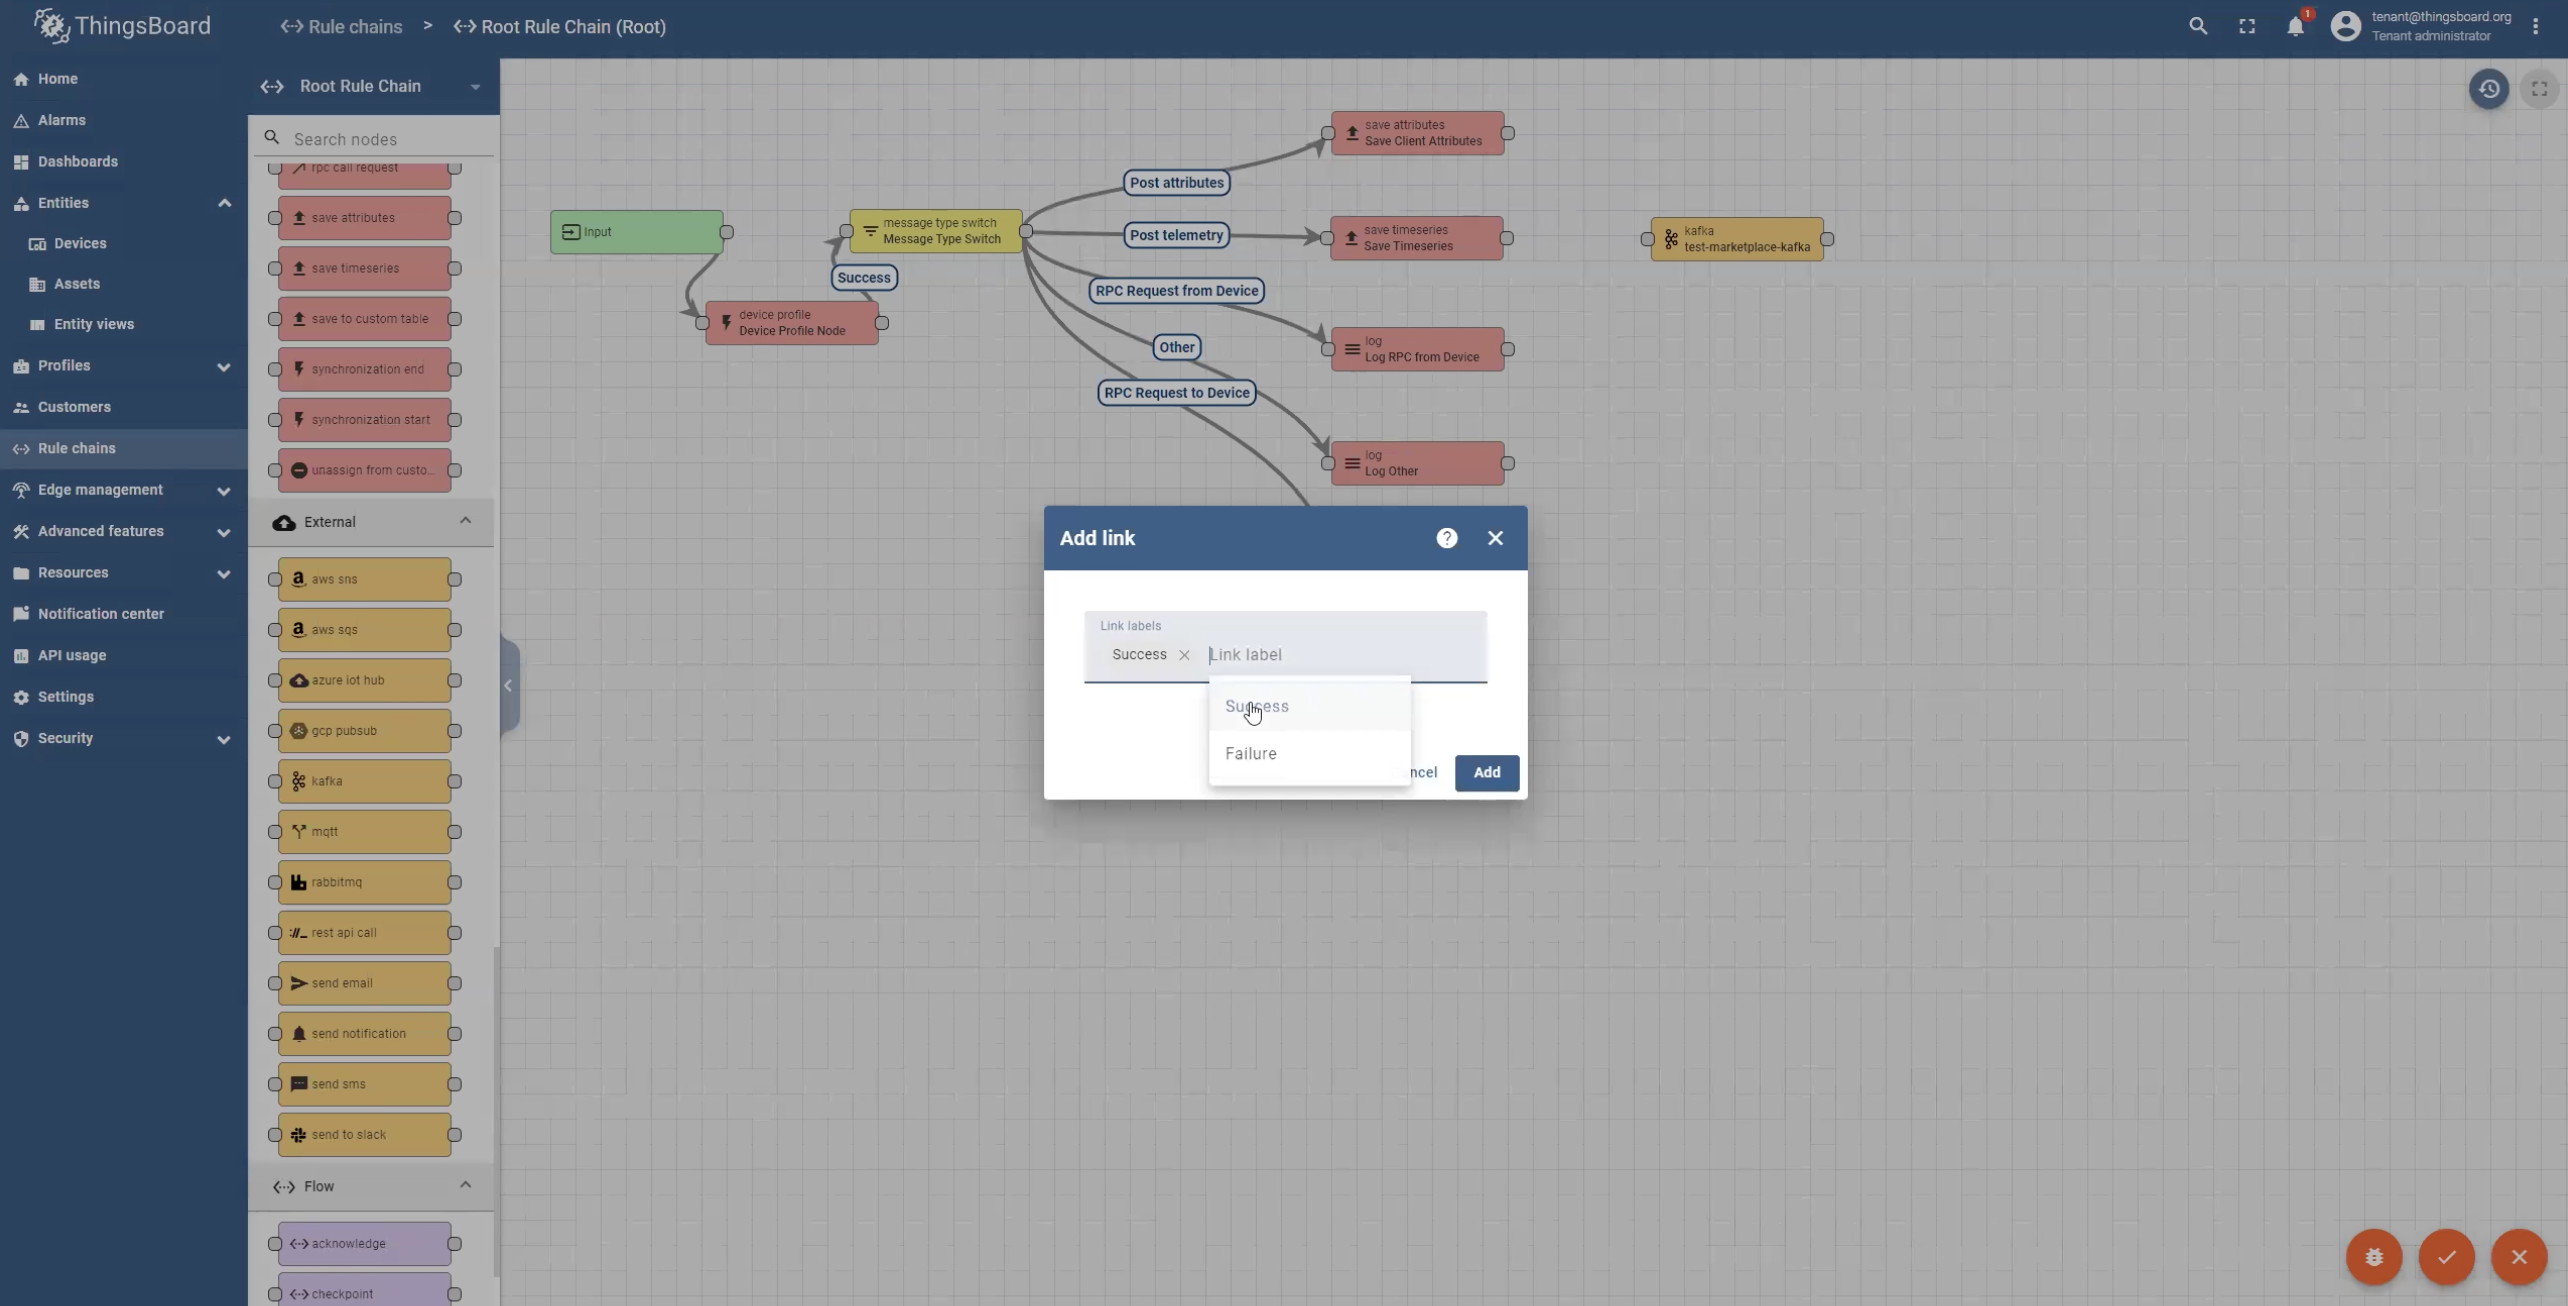 ThingsBoard
Rule chains > Root Rule Chain (Root)
1
tenant@thingsboard.org
Tenant administrator
Home
Alarms
Dashboards
Entities
Devices
Assets
Entity views
Profiles
Customers
Rule chains
Edge management
Advanced features
Resources
Notification center
API usage
Settings
Security
Root Rule Chain
Search nodes
rpc call request
save attributes
save timeseries
save to custom table
synchronization end
synchronization start
unassign from custo...
External
aws sns
aws sqs
azure iot hub
gcp pubsub
kafka
mqtt
rabbitmq
rest api call
send email
send notification
send sms
send to slack
Flow
acknowledge
checkpoint
Input
device profile
Device Profile Node
Success
message type switch
Message Type Switch
Post attributes
Post telemetry
RPC Request from Device
Other
RPC Request to Device
save attributes
Save Client Attributes
save timeseries
Save Timeseries
log
Log RPC from Device
log
Log Other
kafka
test-marketplace-kafka
Add link
?
Link labels
Success Link label
Success
Failure
ncel
Add